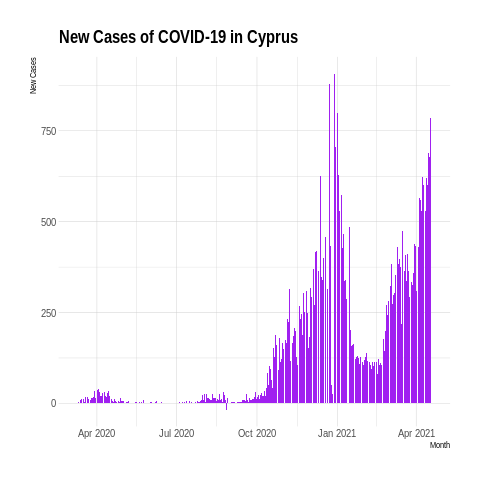 New Cases of COVID-19 in Cyprus
New Cases
750
500
250
0
Apr 2020
Jul 2020
Oct 2020
Jan 2021
Apr 2021
Month